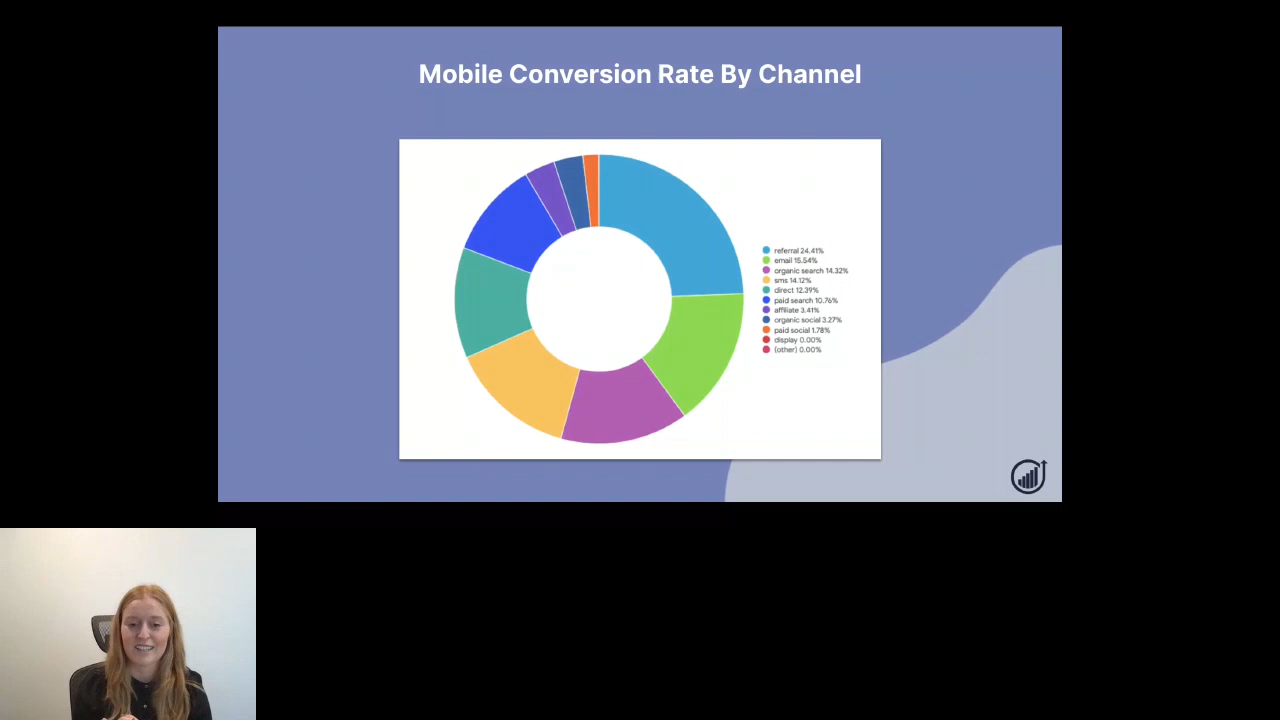 Mobile Conversion Rate By Channel
referral 24.41%
email 15.54%
organic search 14.32%
sms 14.12%
direct 12.39%
paid search 10.76%
affiliate 3.41%
organic social 3.27%
paid social 1.78%
display 0.00%
(other) 0.00%